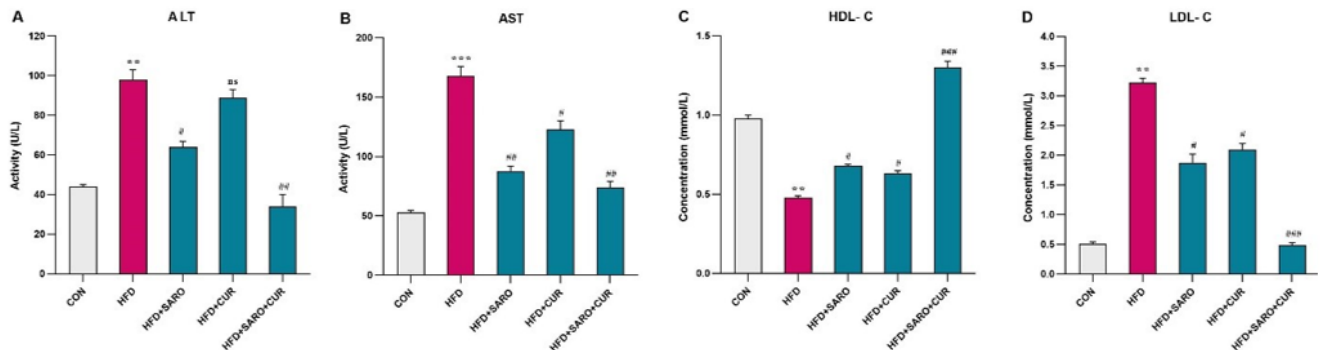 A
ALT
Activity (U/L)
120
100
80
60
40
20
0
**
#
ns
##
CON
HFD
HFD+SARO
HFD+CUR
HFD+SARO+CUR
B
AST
Activity (U/L)
200
150
100
50
0
***
##
#
##
CON
HFD
HFD+SARO
HFD+CUR
HFD+SARO+CUR
C
HDL- C
Concentration (mmol/L)
1.5
1.0
0.5
0.0
**
#
#
###
CON
HFD
HFD+SARO
HFD+CUR
HFD+SARO+CUR
D
LDL- C
Concentration (mmol/L)
4.0
3.5
3.0
2.5
2.0
1.5
1.0
0.5
0.0
**
#
#
###
CON
HFD
HFD+SARO
HFD+CUR
HFD+SARO+CUR